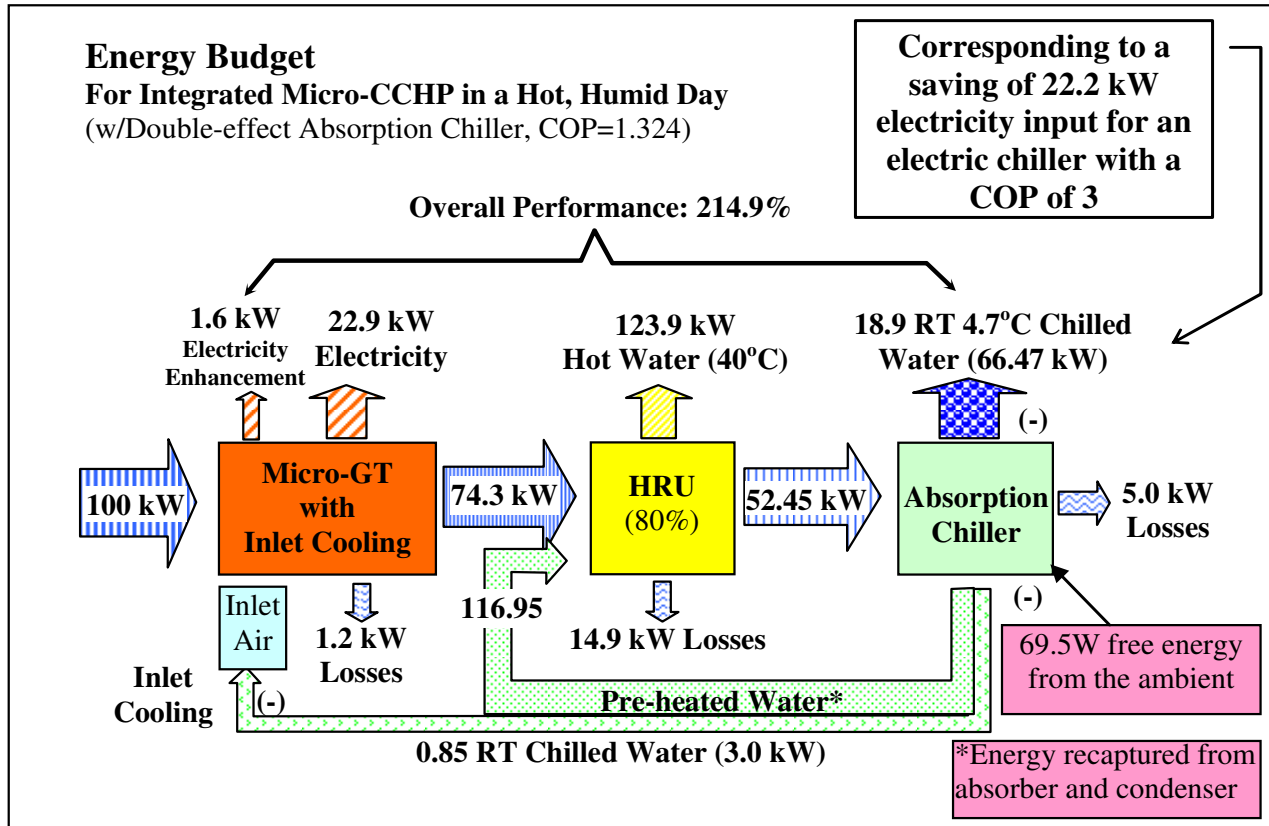 Energy Budget
For Integrated Micro-CCHP in a Hot, Humid Day
(w/Double-effect Absorption Chiller, COP=1.324)
Corresponding to a
saving of 22.2 kW
electricity input for an
electric chiller with a
COP of 3
Overall Performance: 214.9%
1.6 kW
Electricity
Enhancement
22.9 kW
Electricity
123.9 kW
Hot Water (40°C)
18.9 RT 4.7°C Chilled
Water (66.47 kW)
(-)
100 kW
Micro-GT
with
Inlet Cooling
74.3 kW
HRU
(80%)
52.45 kW
Absorption
Chiller
5.0 kW
Losses
Inlet
Air
1.2 kW
Losses
116.95
14.9 kW Losses
(-)
69.5W free energy
from the ambient
Inlet
Cooling
(-)
Pre-heated Water*
0.85 RT Chilled Water (3.0 kW)
*Energy recaptured from
absorber and condenser